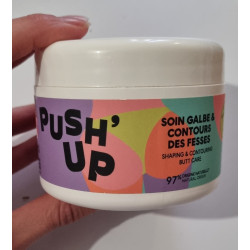 PUSH'
UP
SOIN GALBE &
CONTOURS
DES FESSES
SHAPING & CONTOURING
BUTT CARE
97%